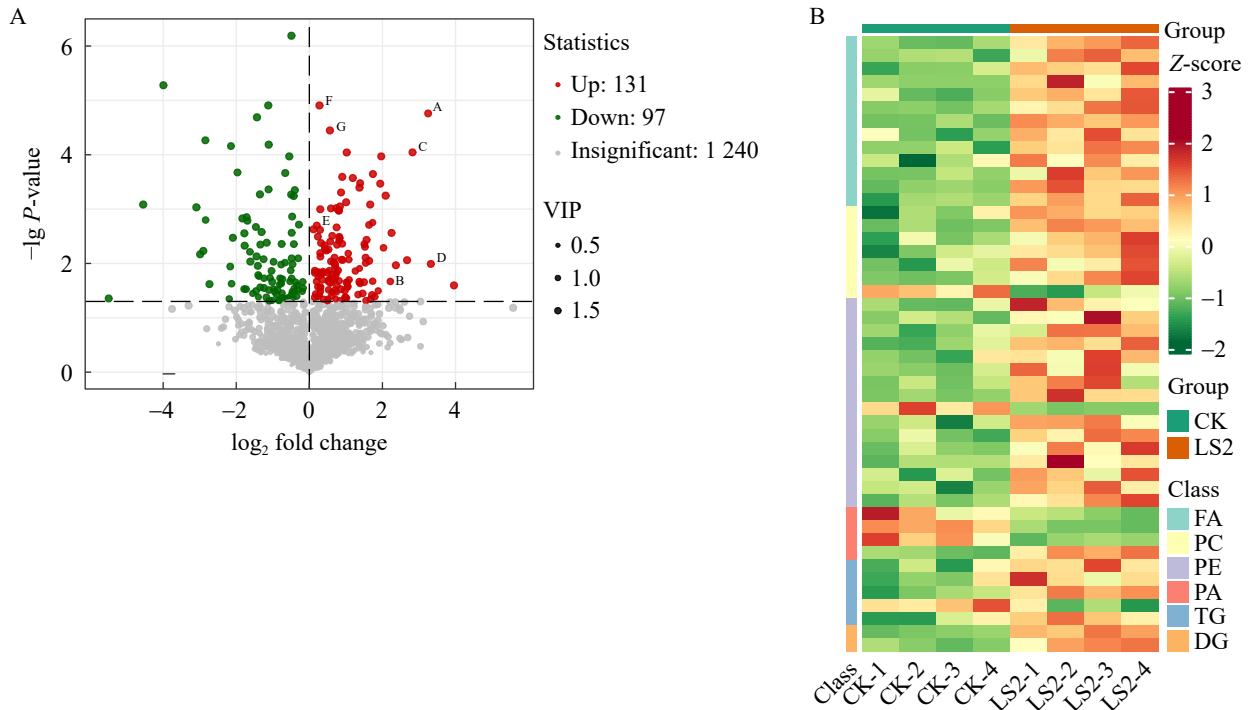 A
6
4
2
0
−4
−2
0
2
4
−lg P-value
log2 fold change
F
A
G
C
E
D
B
Statistics
Up: 131
Down: 97
Insignificant: 1 240
VIP
0.5
1.0
1.5
B
Group
Z-score
3
2
1
0
−1
−2
Group
CK
LS2
Class
FA
PC
PE
PA
TG
DG
Class
CK-1
CK-2
CK-3
CK-4
LS2-1
LS2-2
LS2-3
LS2-4